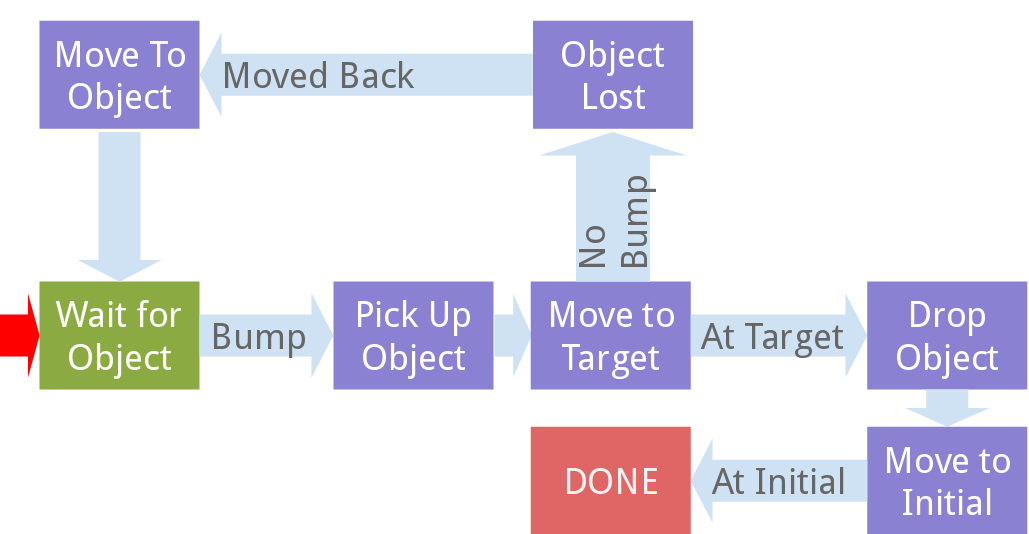 Move To
Object
Moved Back
Object
Lost
No
Bump
Wait for
Object
Bump
Pick Up
Object
Move to
Target
At Target
Drop
Object
DONE
At Initial
Move to
Initial